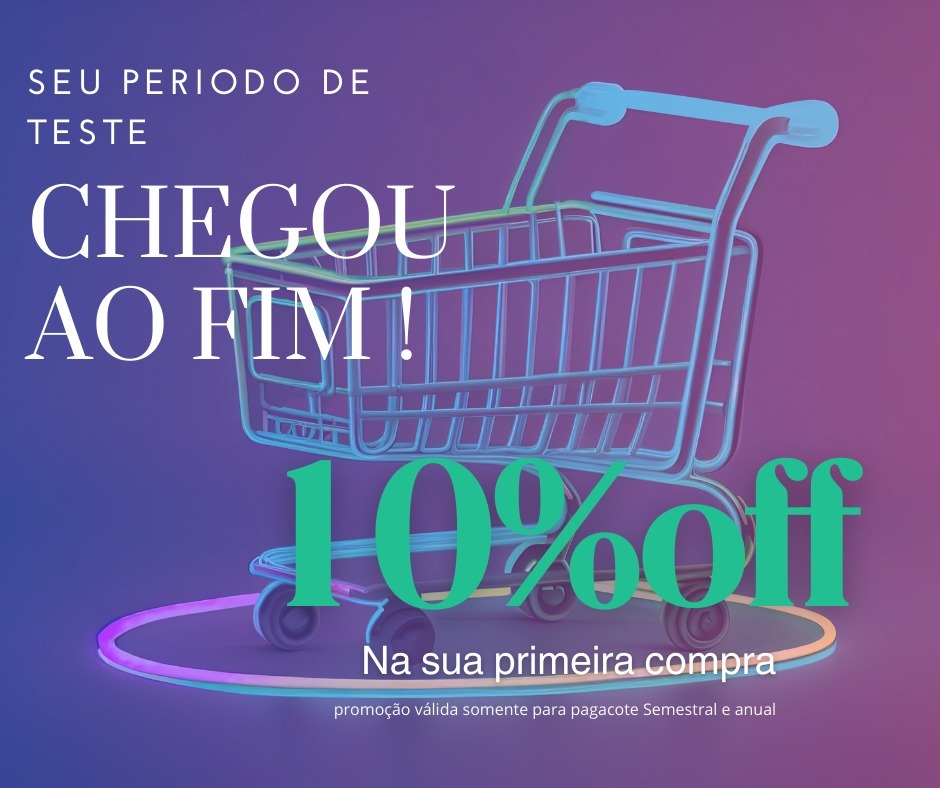 SEU PERIODO DE
TESTE
CHEGOU
AO FIM !
10%off
Na sua primeira compra
promoção válida somente para pagacote Semestral e anual